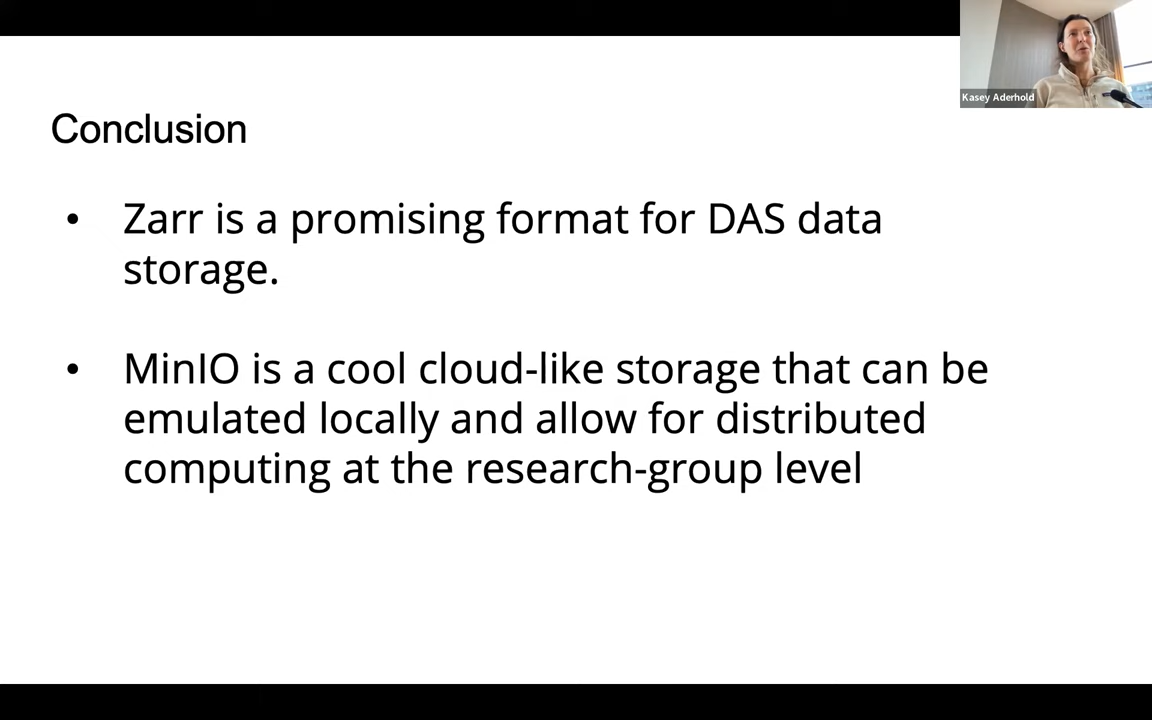 Kasey Aderhold
Conclusion
• Zarr is a promising format for DAS data
storage.
• MinIO is a cool cloud-like storage that can be
emulated locally and allow for distributed
computing at the research-group level